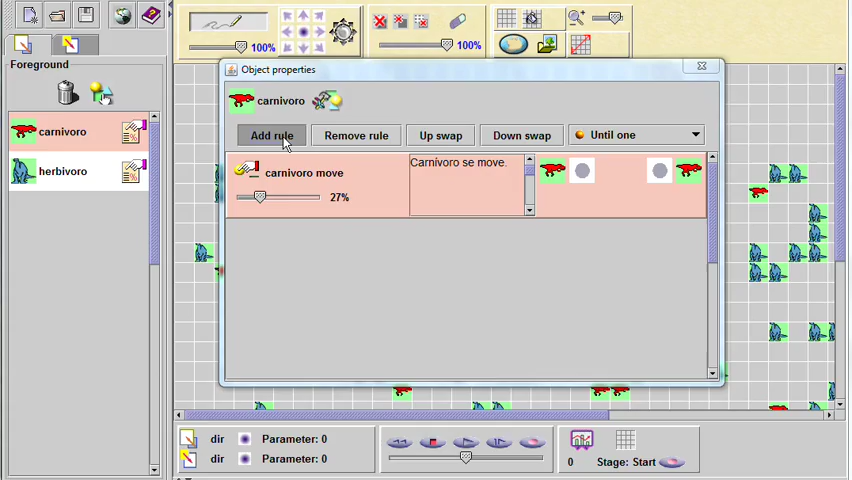 100%
100%
Foreground
carnivoro
herbivoro
Object properties
carnivoro
Add rule
Remove rule
Up swap
Down swap
Until one
carnivoro move
27%
Carnívoro se move.
dir
Parameter: 0
dir
Parameter: 0
0
Stage: Start